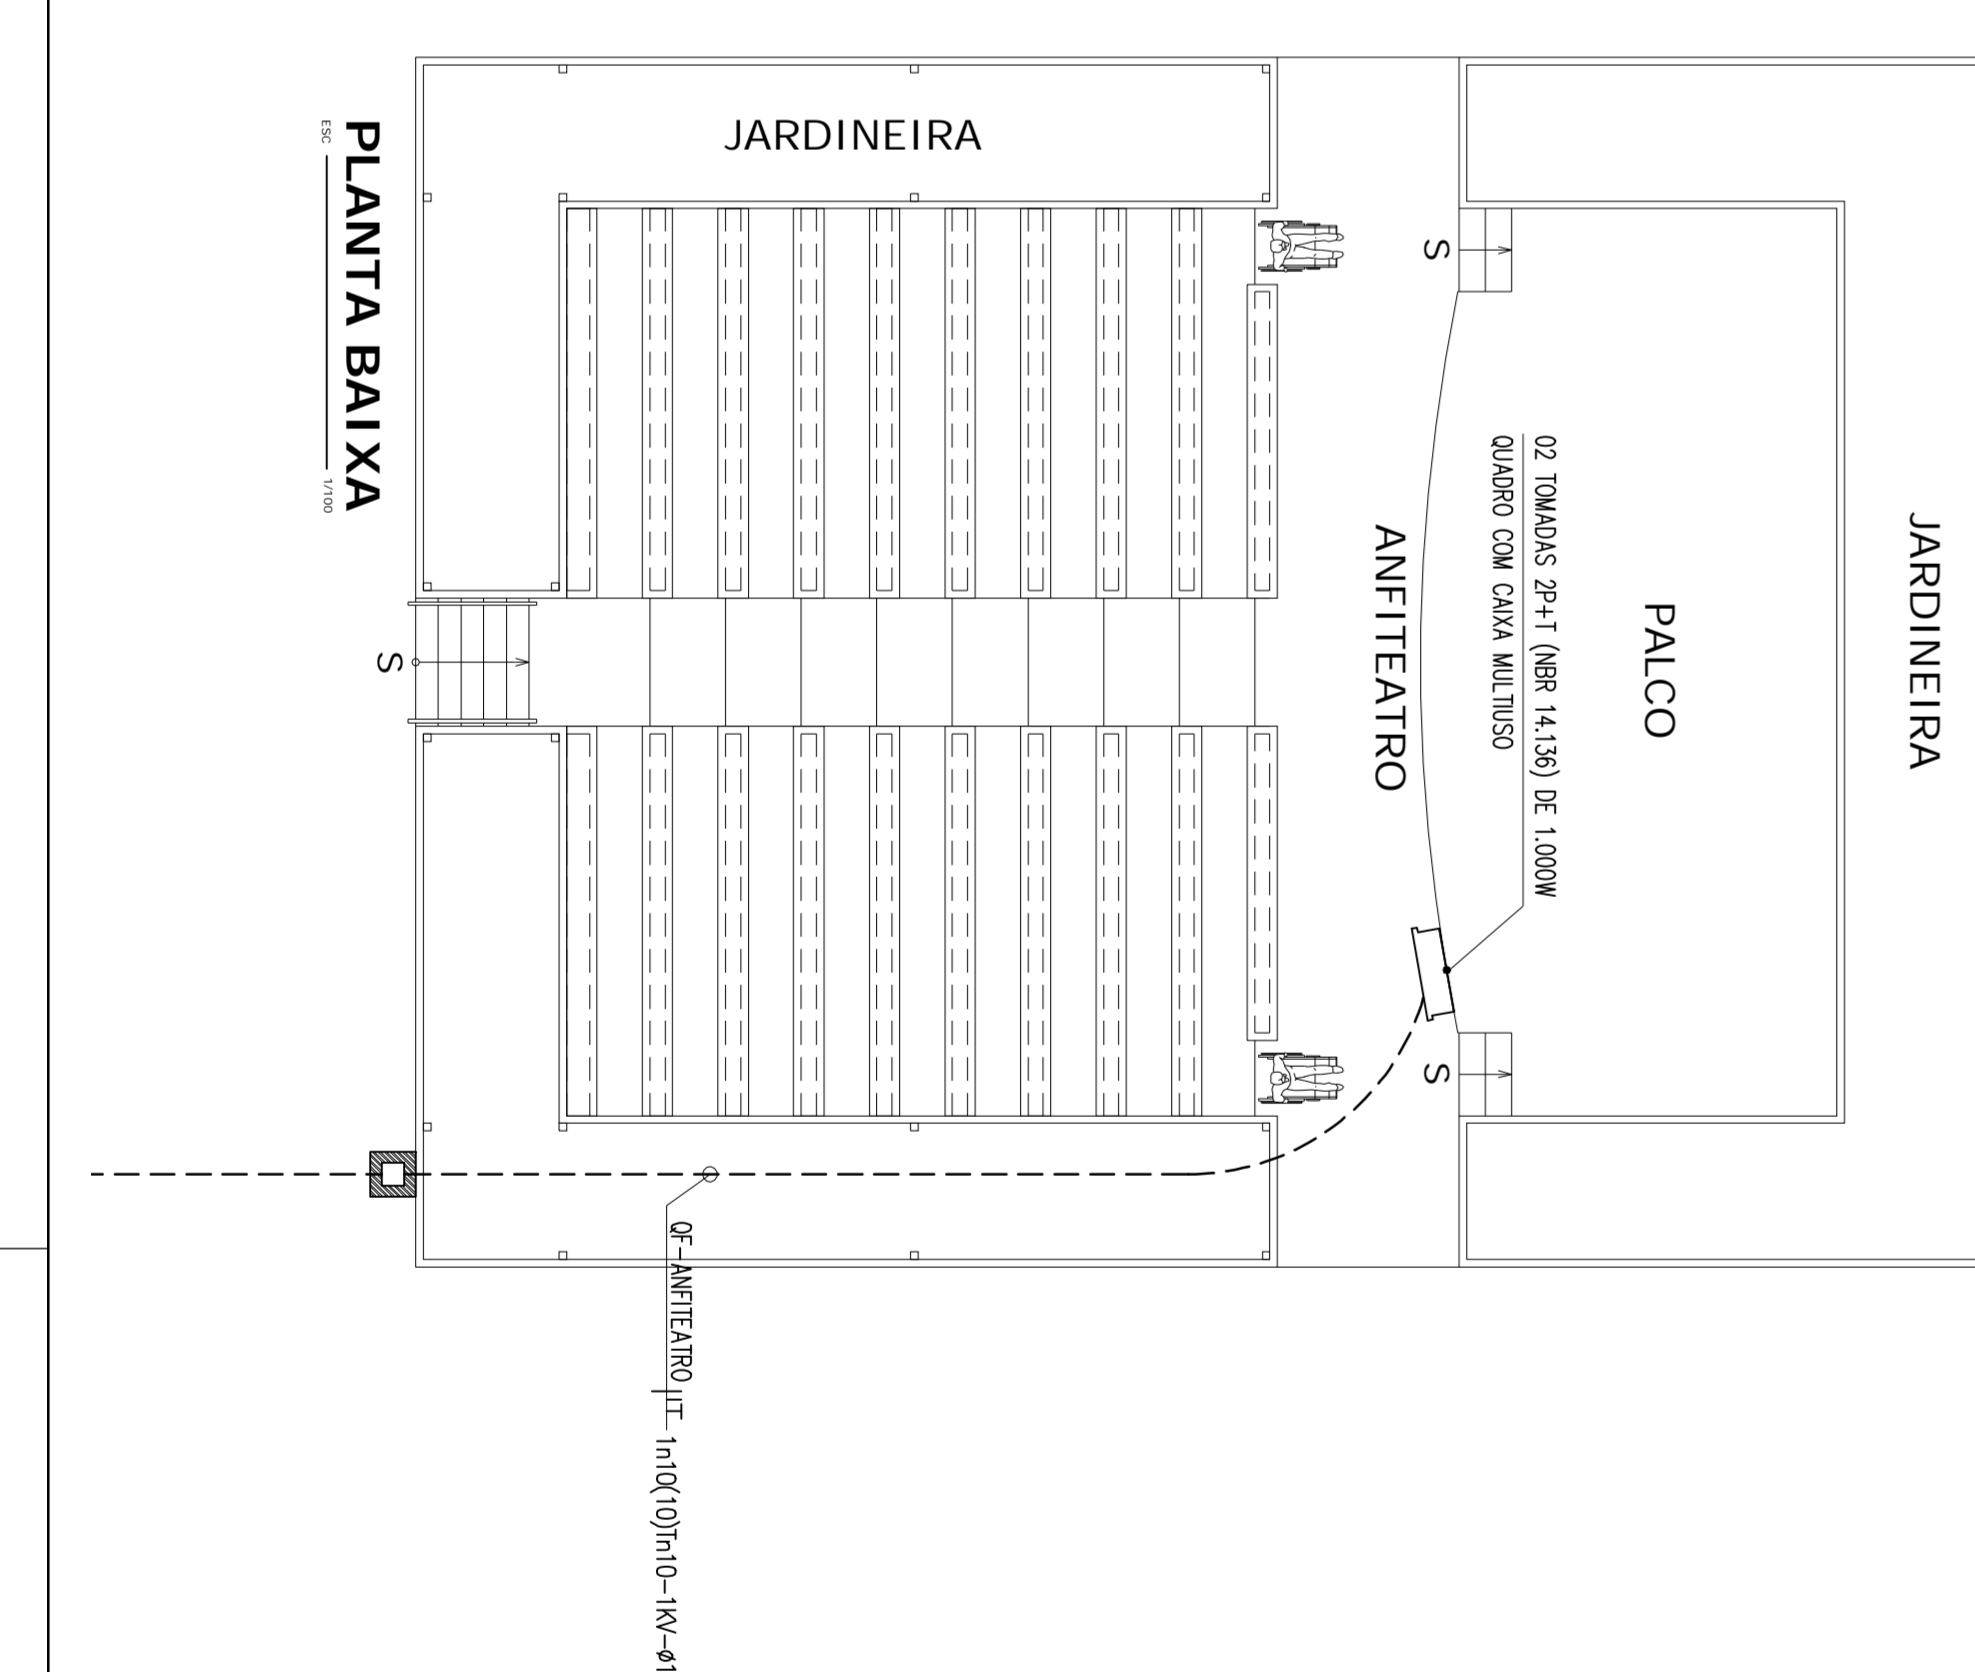 PLANTA BAIXA
ESC
1/100
JARDINEIRA
S
S
S
ANFITEATRO
02 TOMADAS 2P+T (NBR 14.136) DE 1.000W
QUADRO COM CAIXA MULTIUSO
PALCO
JARDINEIRA
QF-ANFITEATRO
1n10(10)Tn10-1KV-ø1